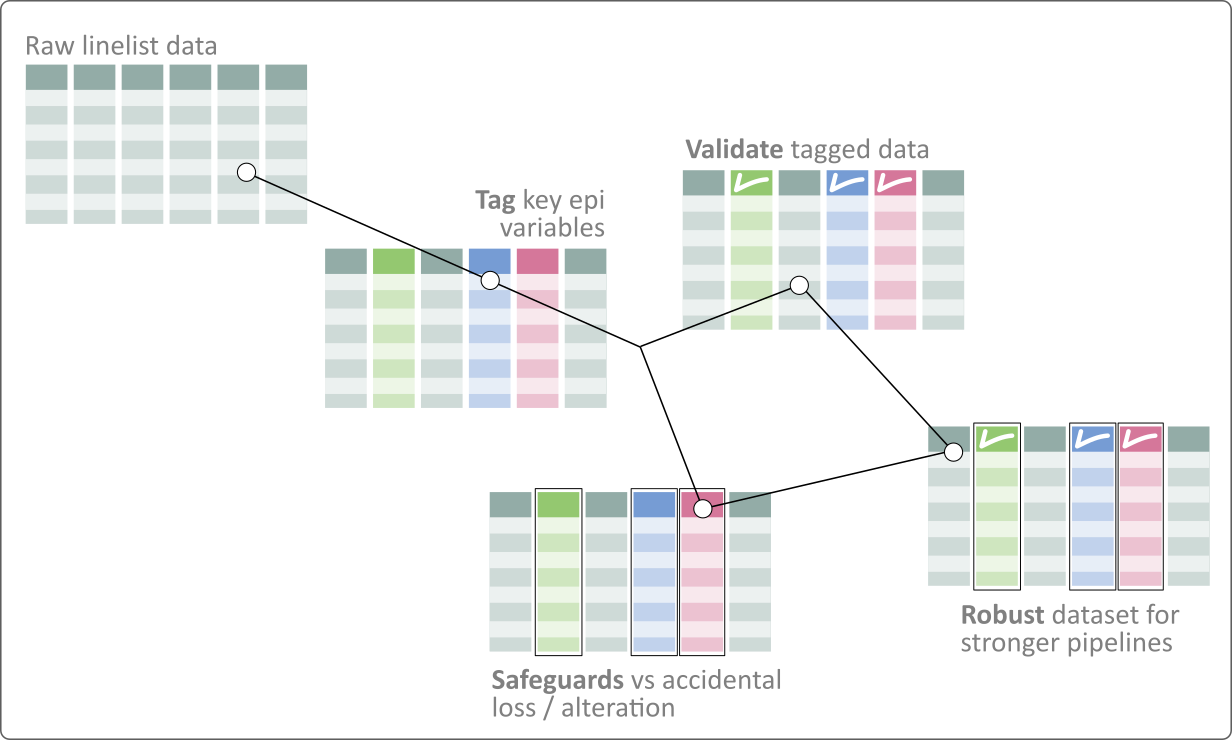 Raw linelist data
Tag key epi
variables
Validate tagged data
Safeguards vs accidental
loss / alteration
Robust dataset for
stronger pipelines